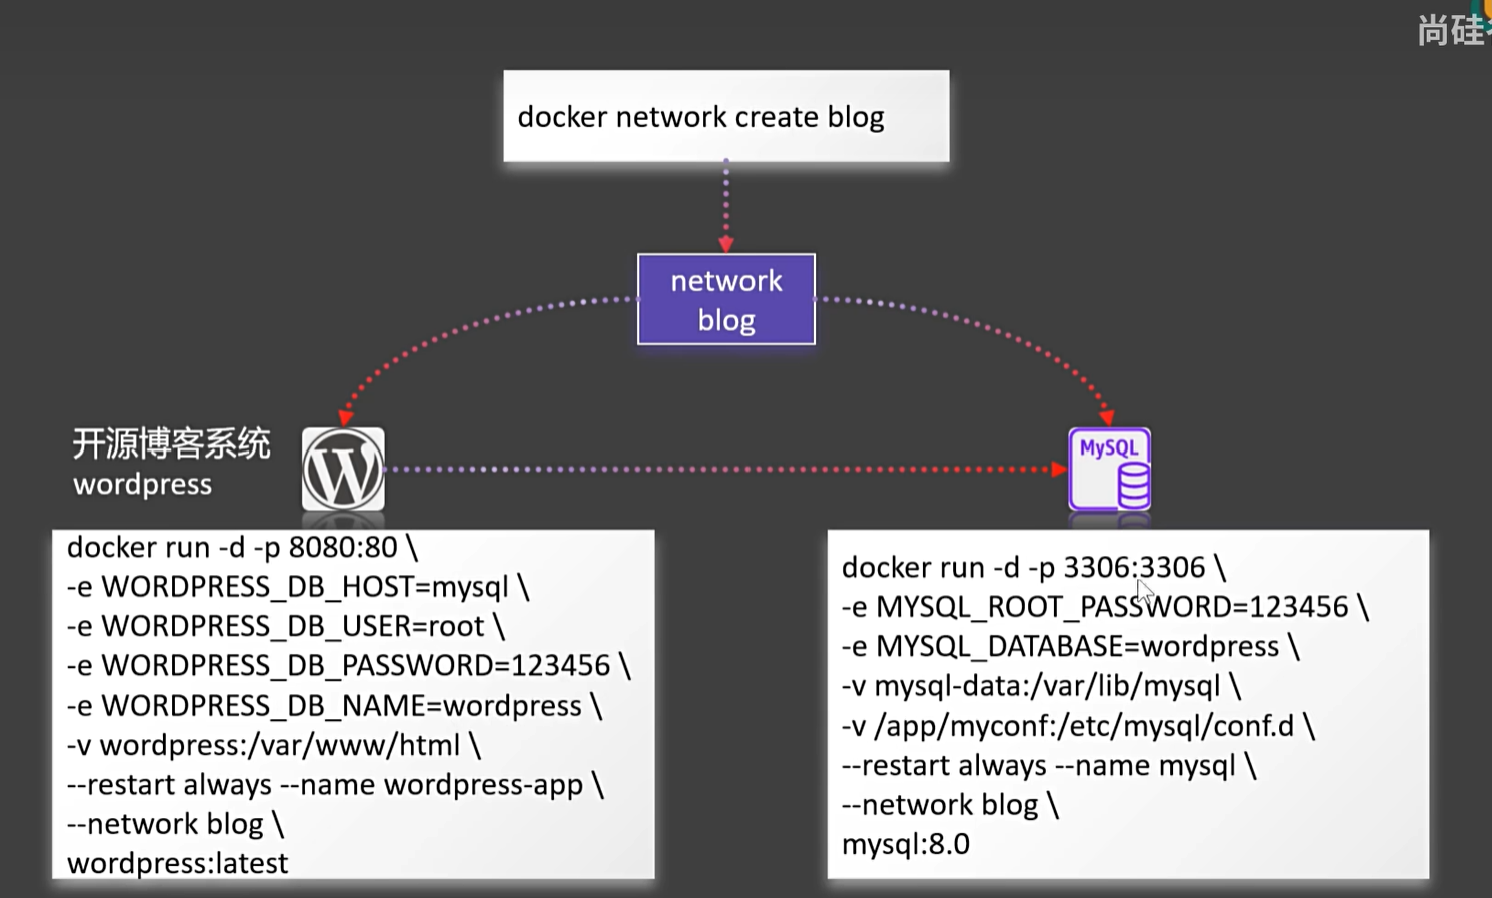 尚硅
docker network create blog
network
blog
开源博客系统
wordpress
MySQL
docker run -d -p 8080:80 \
-e WORDPRESS_DB_HOST=mysql \
-e WORDPRESS_DB_USER=root \
-e WORDPRESS_DB_PASSWORD=123456 \
-e WORDPRESS_DB_NAME=wordpress \
-v wordpress:/var/www/html \
--restart always --name wordpress-app \
--network blog \
wordpress:latest
docker run -d -p 3306:3306 \
-e MYSQL_ROOT_PASSWORD=123456 \
-e MYSQL_DATABASE=wordpress \
-v mysql-data:/var/lib/mysql \
-v /app/myconf:/etc/mysql/conf.d \
--restart always --name mysql \
--network blog \
mysql:8.0